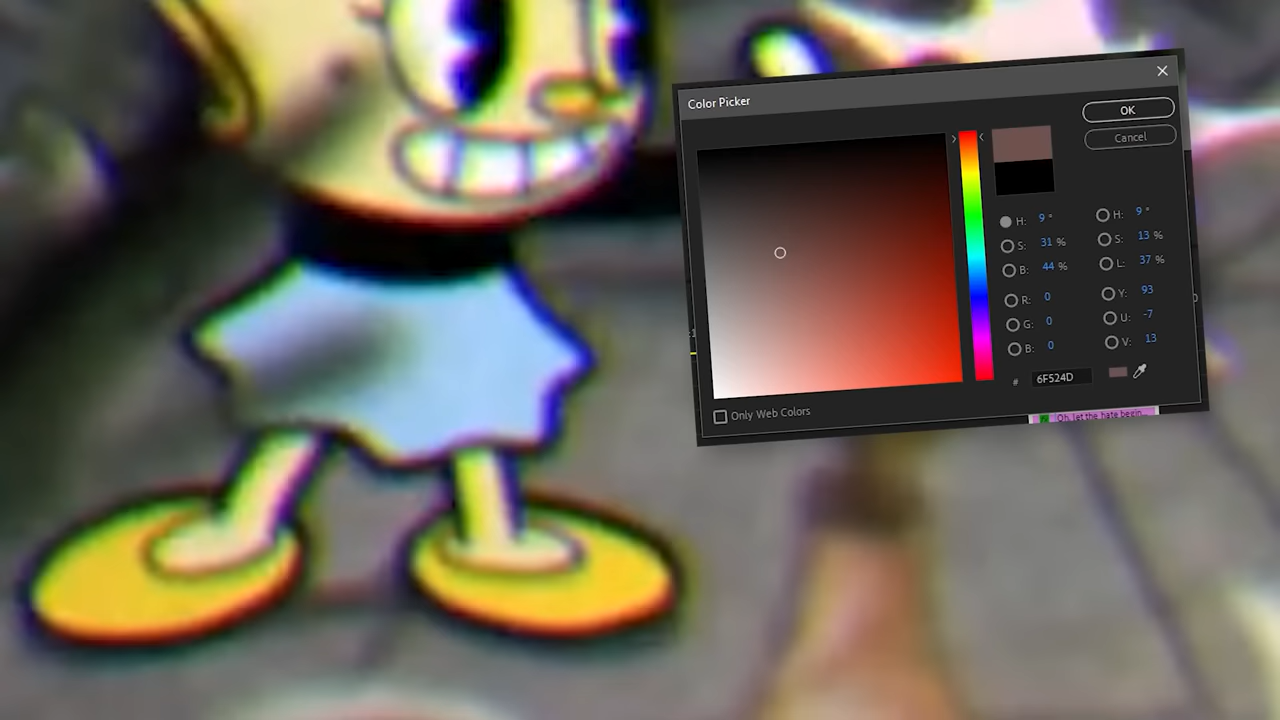 Color Picker
OK
Cancel
H: 9 °
S: 31 %
B: 44 %
R: 0
G: 0
B: 0
H: 9 °
S: 13 %
L: 37 %
Y: 93
U: -7
V: 13
# 6F524D
Only Web Colors
Oh, let the hate begin